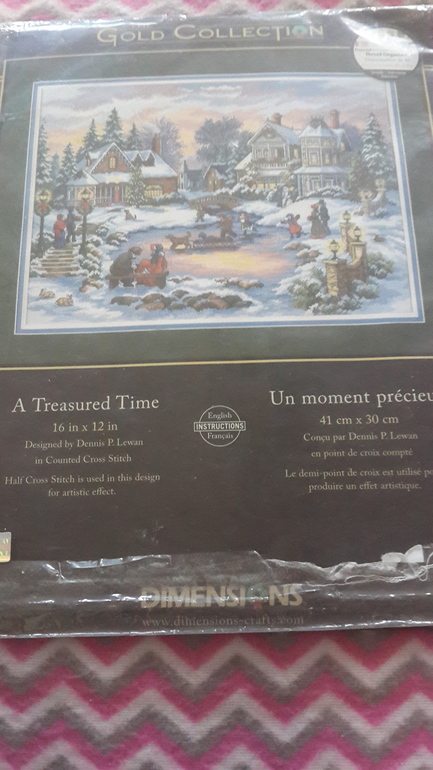 GOLD COLLECTION
A Treasured Time
16 in x 12 in
Designed by Dennis P. Lewan
in Counted Cross Stitch
Half Cross Stitch is used in this design
for artistic effect.
English
INSTRUCTIONS
Français
Un moment précieu
41 cm x 30 cm
Conçu par Dennis P. Lewan
en point de croix compté
Le demi-point de croix est utilisé po
produire un effet artistique.
DIMENSIONS
www.dimensions-crafts.com